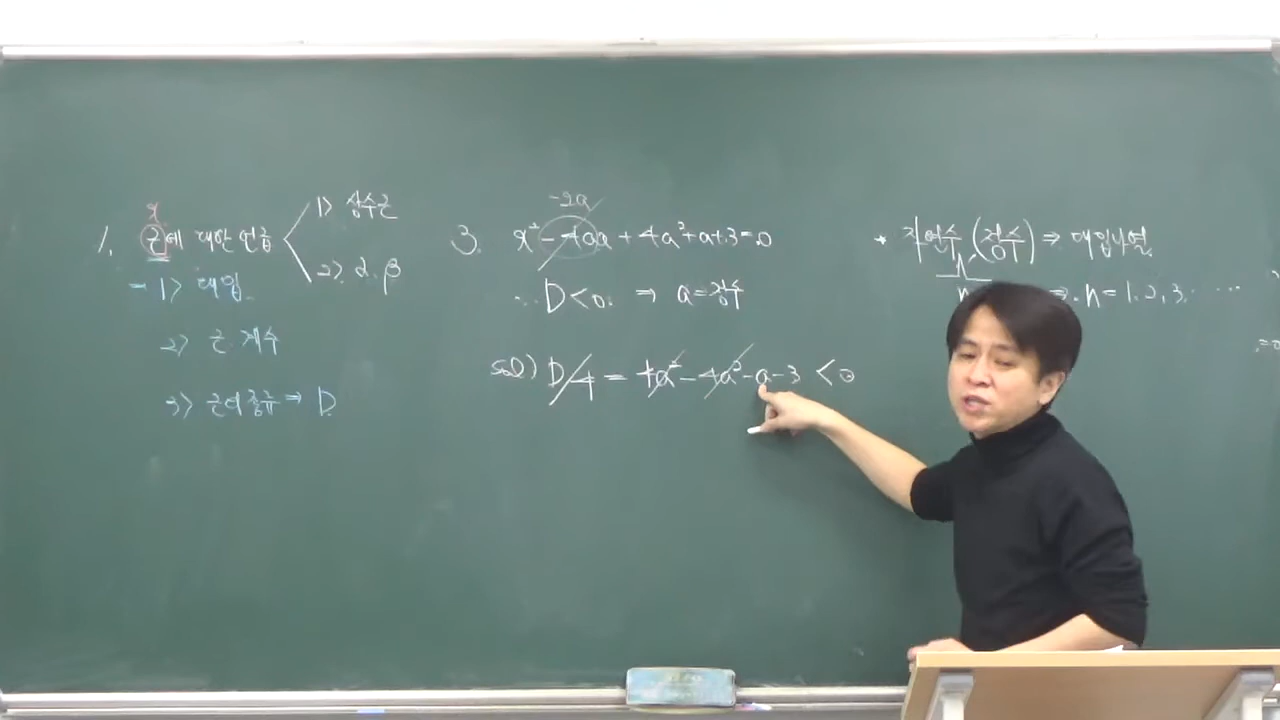 1. 근에 대한 언급
x
1> 상수근
2> α, β
-1> 대입.
2> 근.계수
3> 근의종류 ⇒ D.
-2a
3. x² - 4ax + 4a² + a + 3 = 0
D < 0. ⇒ a = 정수
sol) D/4 = 4a² - 4a² - a - 3 < 0
* 자연수 (정수) ⇒ 대입나열.
n ⇒ n = 1, 2, 3, ...